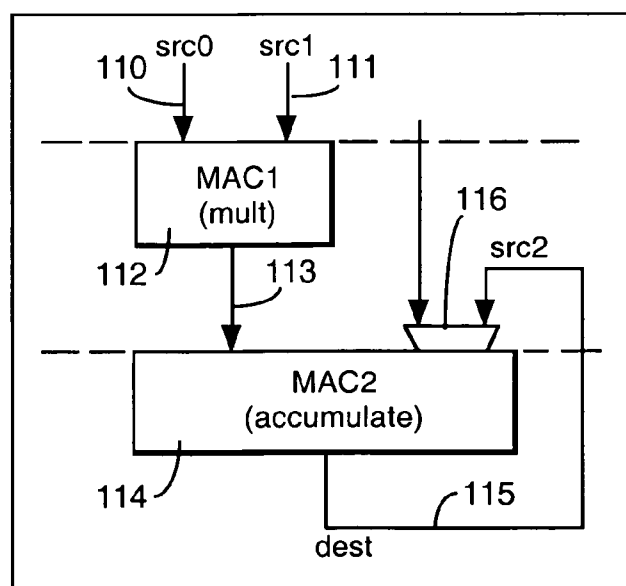 src0
src1
110
111
MAC1
(mult)
116
112
113
src2
MAC2
(accumulate)
114
115
dest